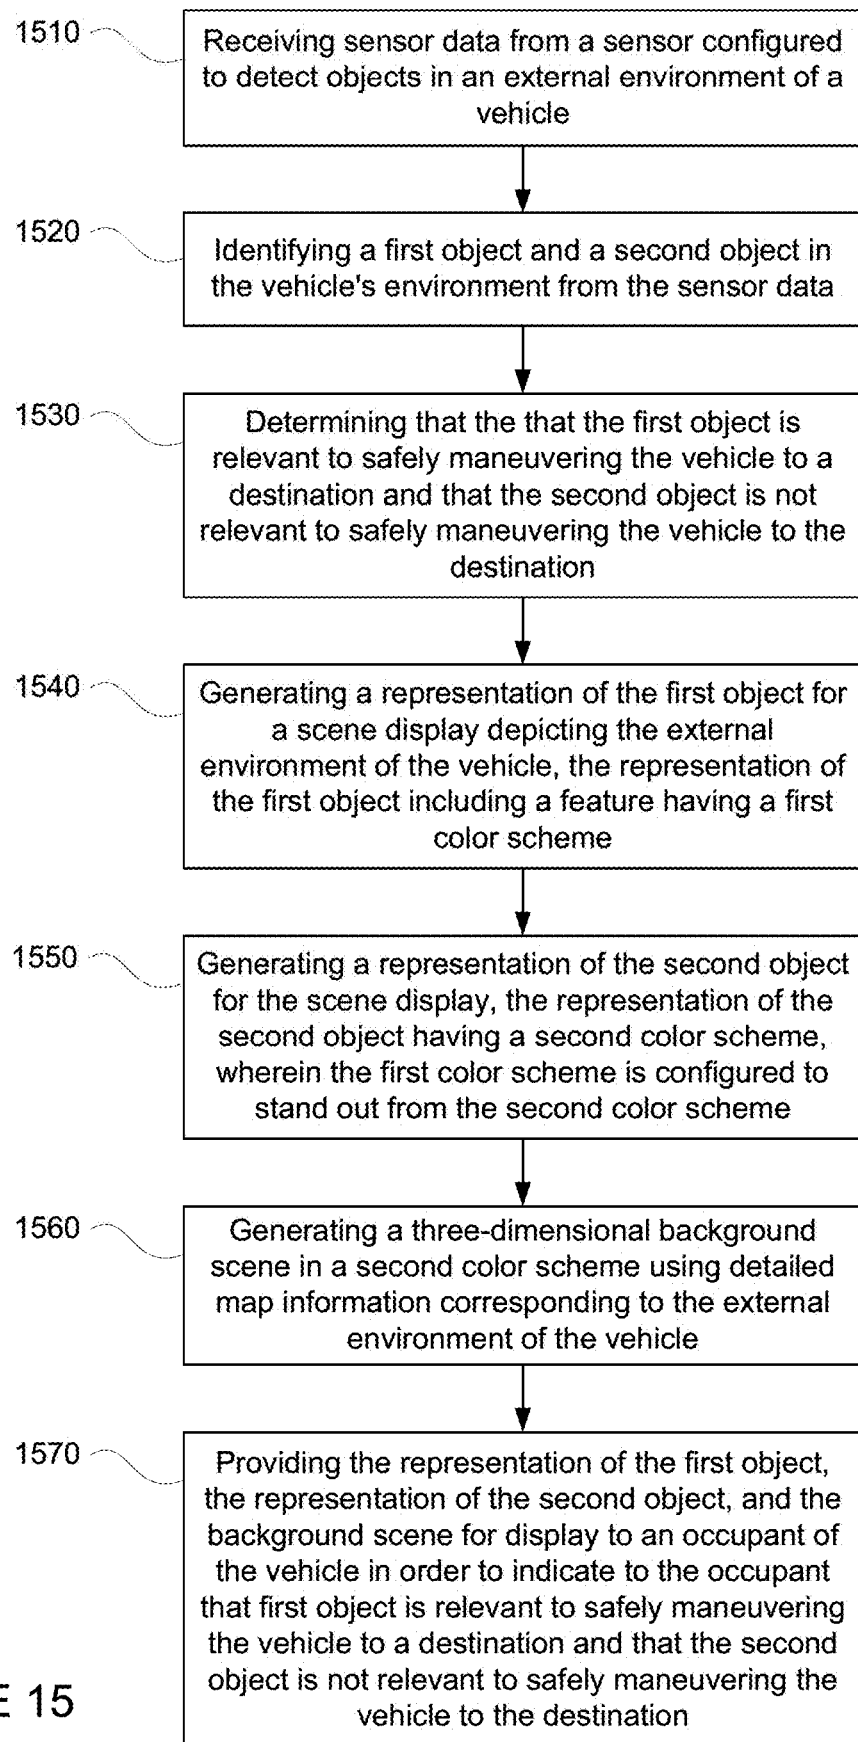 1510
Receiving sensor data from a sensor configured
to detect objects in an external environment of a
vehicle
1520
Identifying a first object and a second object in
the vehicle's environment from the sensor data
1530
Determining that the that the first object is
relevant to safely maneuvering the vehicle to a
destination and that the second object is not
relevant to safely maneuvering the vehicle to the
destination
1540
Generating a representation of the first object for
a scene display depicting the external
environment of the vehicle, the representation of
the first object including a feature having a first
color scheme
1550
Generating a representation of the second object
for the scene display, the representation of the
second object having a second color scheme,
wherein the first color scheme is configured to
stand out from the second color scheme
1560
Generating a three-dimensional background
scene in a second color scheme using detailed
map information corresponding to the external
environment of the vehicle
1570
Providing the representation of the first object,
the representation of the second object, and the
background scene for display to an occupant of
the vehicle in order to indicate to the occupant
that first object is relevant to safely maneuvering
the vehicle to a destination and that the second
object is not relevant to safely maneuvering the
vehicle to the destination
E 15